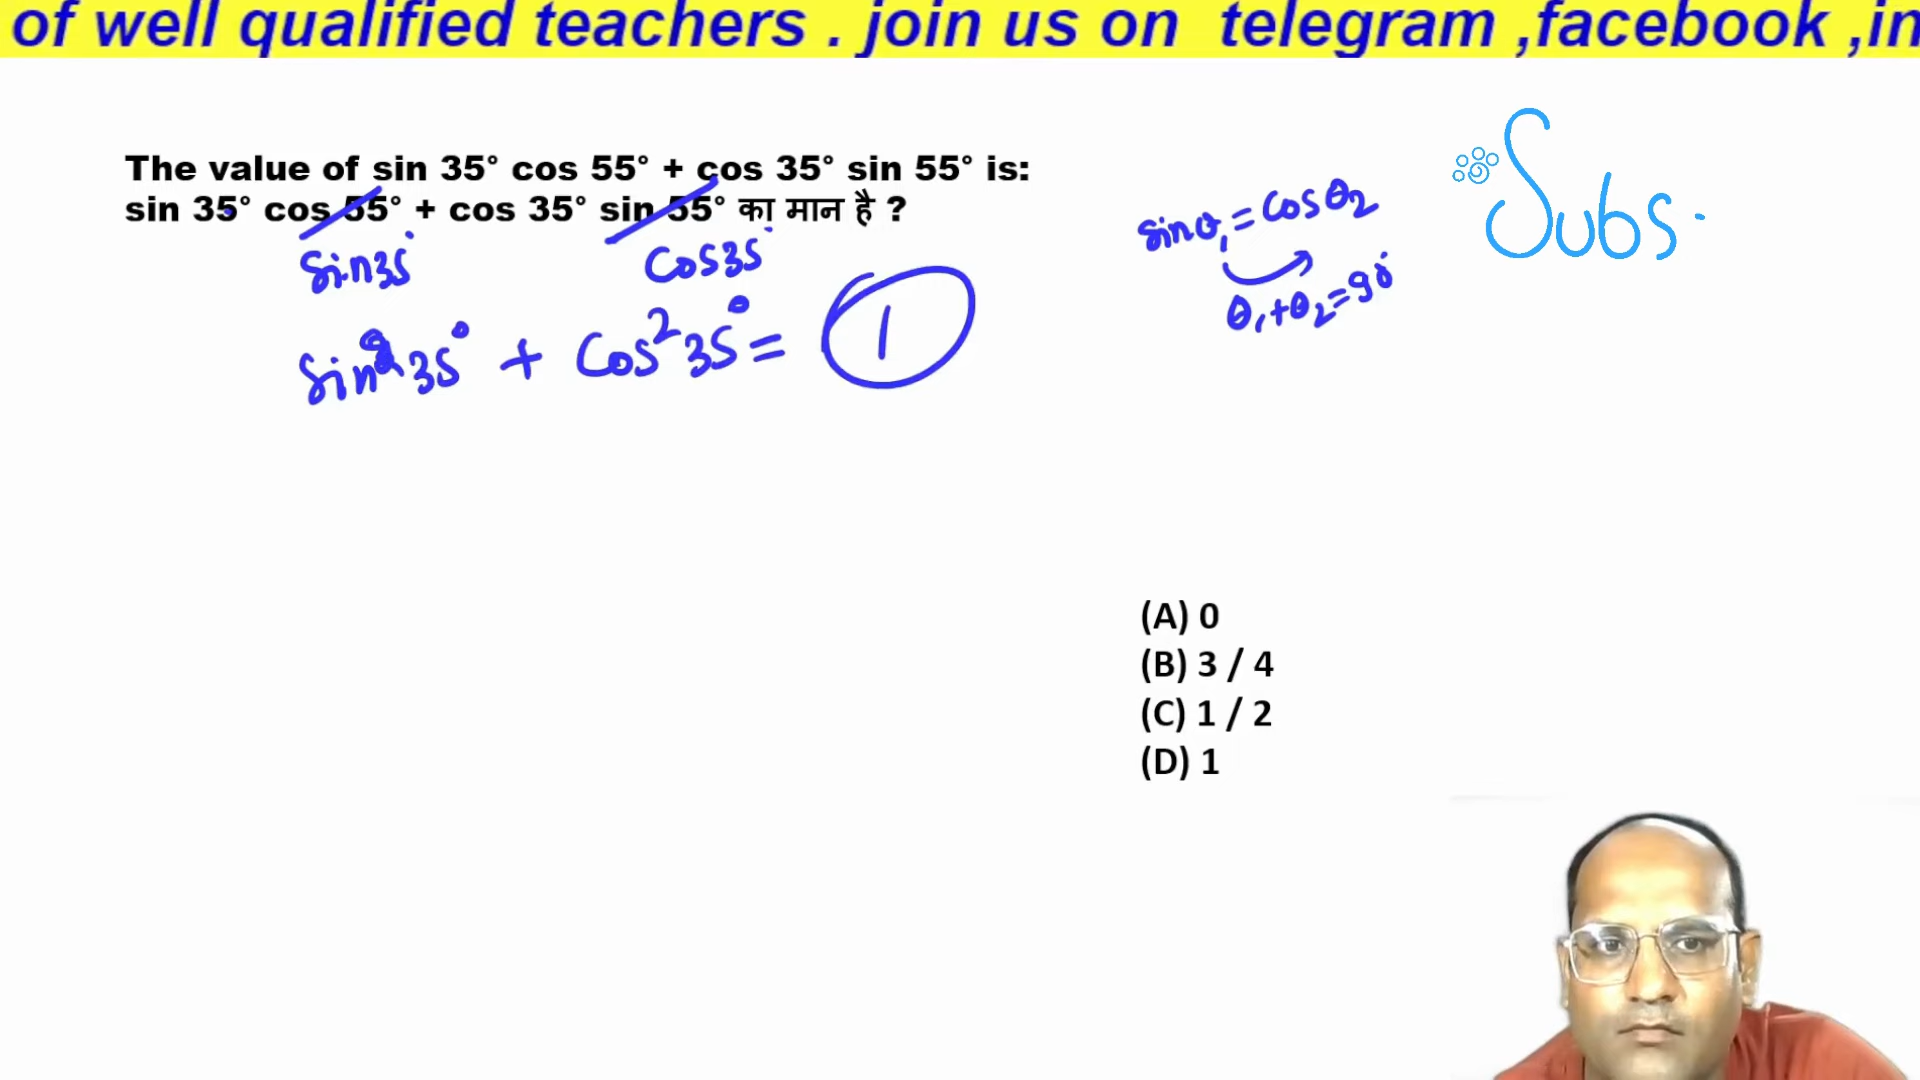 of well qualified teachers . join us on telegram ,facebook ,in
The value of sin 35° cos 55° + cos 35° sin 55° is:
sin 35° cos 55° + cos 35° sin 55° का मान है ?
sin35° cos35°
sin²35° + cos²35° = 1
sinθ₁ = cosθ₂
θ₁+θ₂=90°
Subs
(A) 0
(B) 3 / 4
(C) 1 / 2
(D) 1